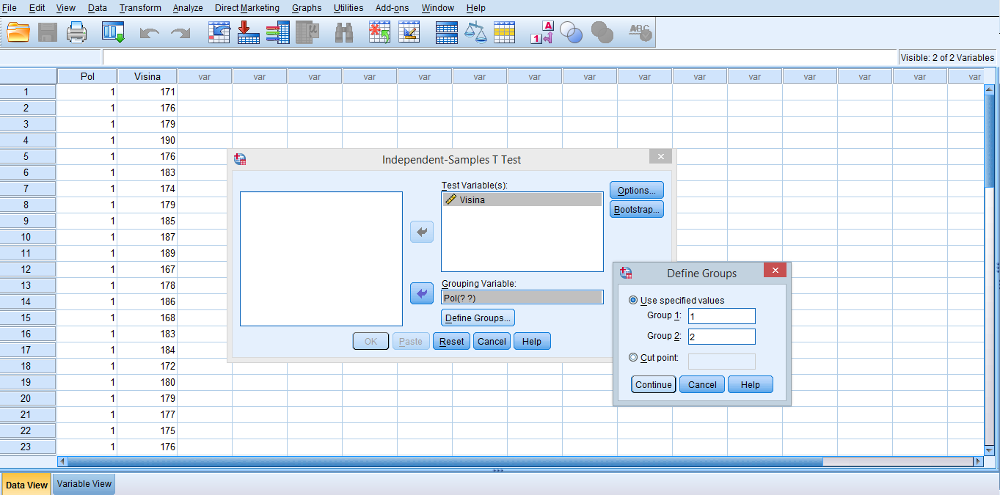 File Edit View Data Transform Analyze Direct Marketing Graphs Utilities Add-ons Window Help
Visible: 2 of 2 Variables
Pol Visina var var var var var var var var var var var var var var var
1 1 171
2 1 176
3 1 179
4 1 190
5 1 176
6 1 183
7 1 174
8 1 179
9 1 185
10 1 187
11 1 189
12 1 167
13 1 178
14 1 186
15 1 168
16 1 183
17 1 184
18 1 172
19 1 180
20 1 179
21 1 177
22 1 175
23 1 176
Independent-Samples T Test
Test Variable(s):
Visina
Options...
Bootstrap...
Grouping Variable:
Pol(? ?)
Define Groups...
OK Paste Reset Cancel Help
Define Groups
Use specified values
Group 1: 1
Group 2: 2
Cut point:
Continue Cancel Help
Data View Variable View
A
1
ABC